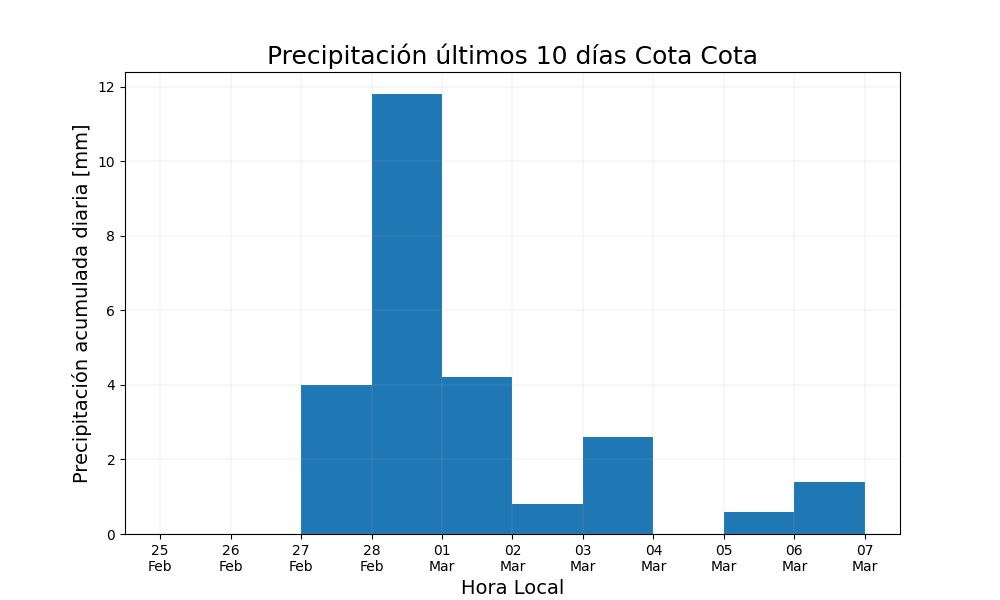 Precipitación últimos 10 días Cota Cota
Precipitación acumulada diaria [mm]
12
10
8
6
4
2
0
25 26 27 28 01 02 03 04 05 06 07
Feb Feb Feb Feb Mar Mar Mar Mar Mar Mar Mar
Hora Local